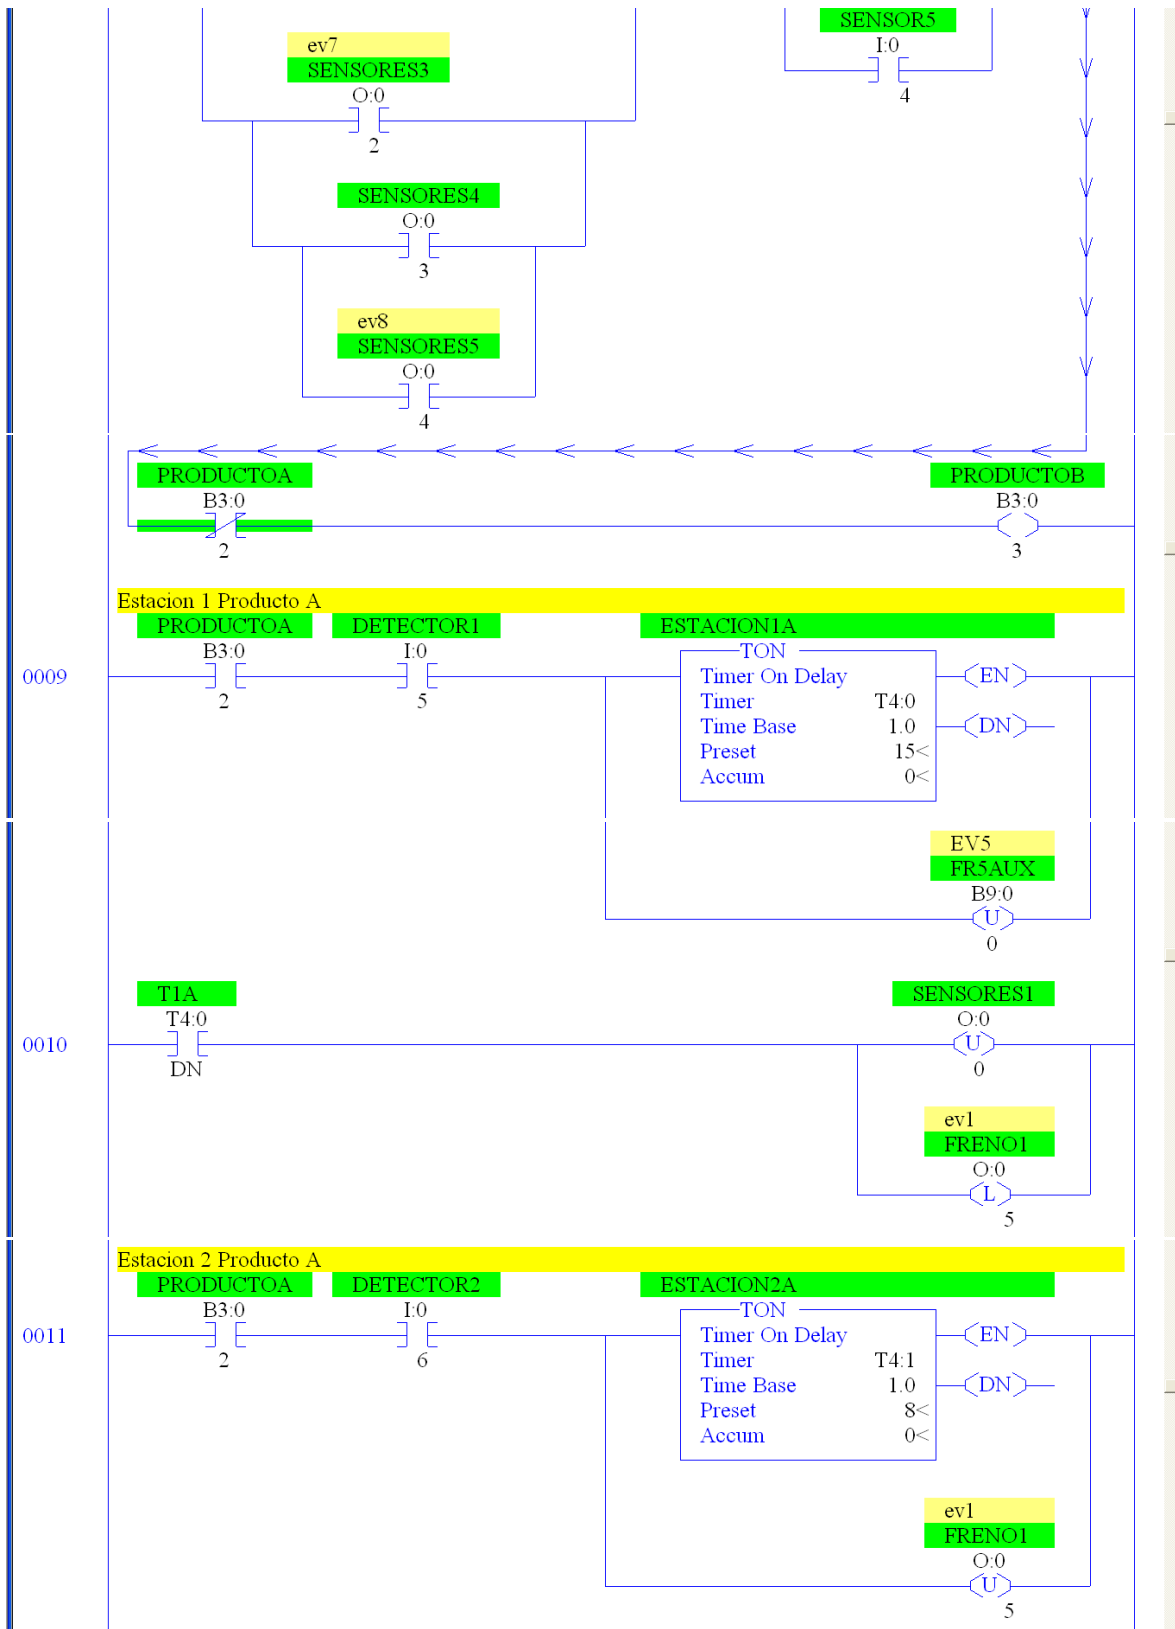 SENSOR5
I:0
4
ev7
SENSORES3
O:0
2
SENSORES4
O:0
3
ev8
SENSORES5
O:0
4
PRODUCTOA
B3:0
2
PRODUCTOB
B3:0
3
Estacion 1 Producto A
0009
PRODUCTOA
B3:0
2
DETECTOR1
I:0
5
ESTACION1A
TON
Timer On Delay
Timer T4:0
Time Base 1.0
Preset 15<
Accum 0<
EN
DN
EV5
FR5AUX
B9:0
U
0
0010
T1A
T4:0
DN
SENSORES1
O:0
U
0
ev1
FRENO1
O:0
L
5
Estacion 2 Producto A
0011
PRODUCTOA
B3:0
2
DETECTOR2
I:0
6
ESTACION2A
TON
Timer On Delay
Timer T4:1
Time Base 1.0
Preset 8<
Accum 0<
EN
DN
ev1
FRENO1
O:0
U
5